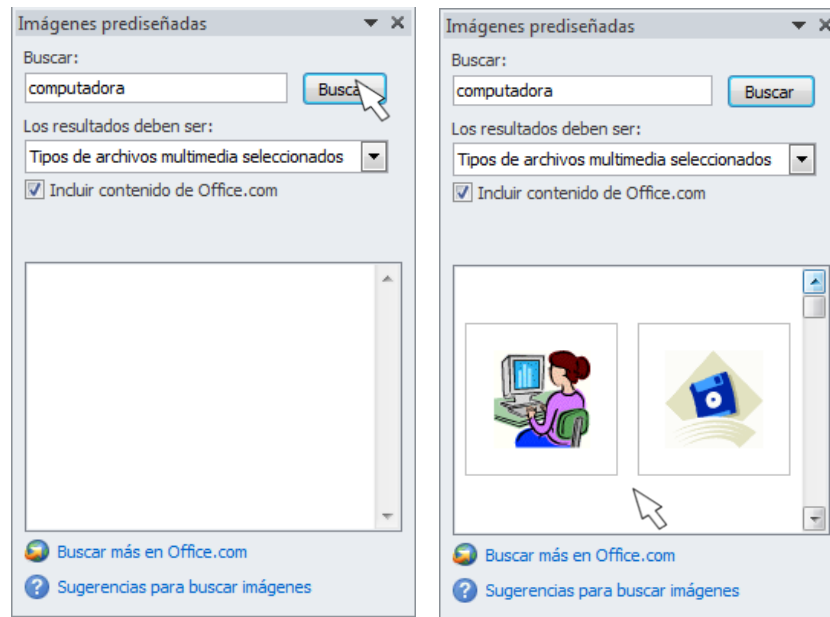 Imágenes prediseñadas
Buscar:
computadora
Los resultados deben ser:
Tipos de archivos multimedia seleccionados
Incluir contenido de Office.com
Buscar más en Office.com
Sugerencias para buscar imágenes
Imágenes prediseñadas
Buscar:
computadora Buscar
Los resultados deben ser:
Tipos de archivos multimedia seleccionados
Incluir contenido de Office.com
Buscar más en Office.com
Sugerencias para buscar imágenes